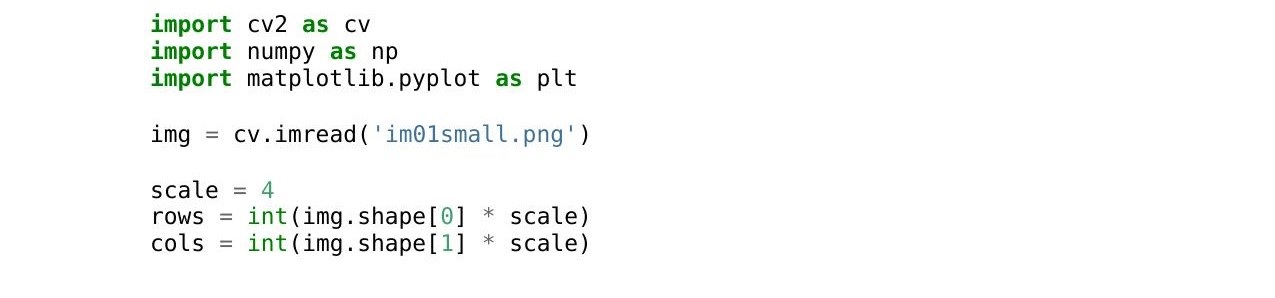 import cv2 as cv
import numpy as np
import matplotlib.pyplot as plt
img = cv.imread('im01small.png')
scale = 4
rows = int(img.shape[0] * scale)
cols = int(img.shape[1] * scale)